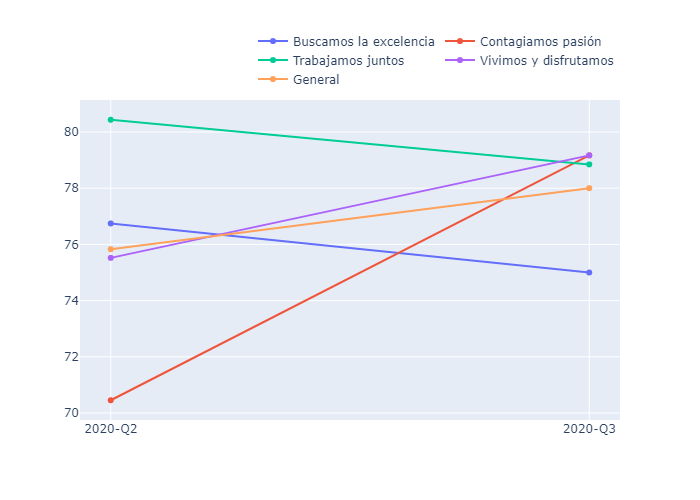 Buscamos la excelencia Contagiamos pasión
Trabajamos juntos Vivimos y disfrutamos
General
80
78
76
74
72
70
2020-Q2 2020-Q3